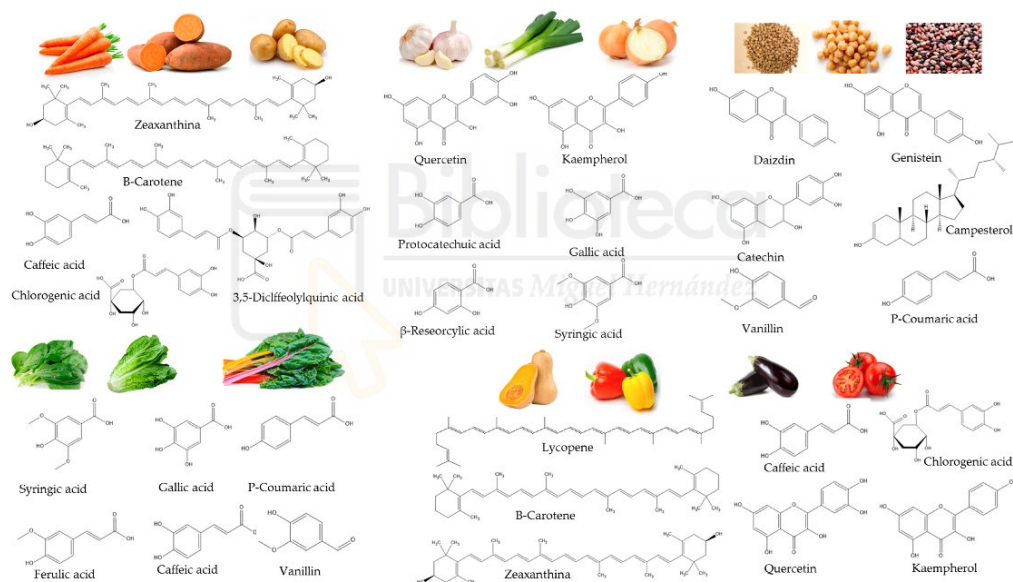 Zeaxanthina
B-Carotene
Caffeic acid
Chlorogenic acid
3,5-Diclffeolylquinic acid
Quercetin
Kaempherol
Protocatechuic acid
Gallic acid
β-Reseorcylic acid
Syringic acid
Daizdin
Genistein
Catechin
Campesterol
Vanillin
P-Coumaric acid
Biblioteca
UNIVERSITAS Miguel Hernández
Syringic acid
Gallic acid
P-Coumaric acid
Ferulic acid
Caffeic acid
Vanillin
Lycopene
B-Carotene
Zeaxanthina
Caffeic acid
Chlorogenic acid
Quercetin
Kaempherol